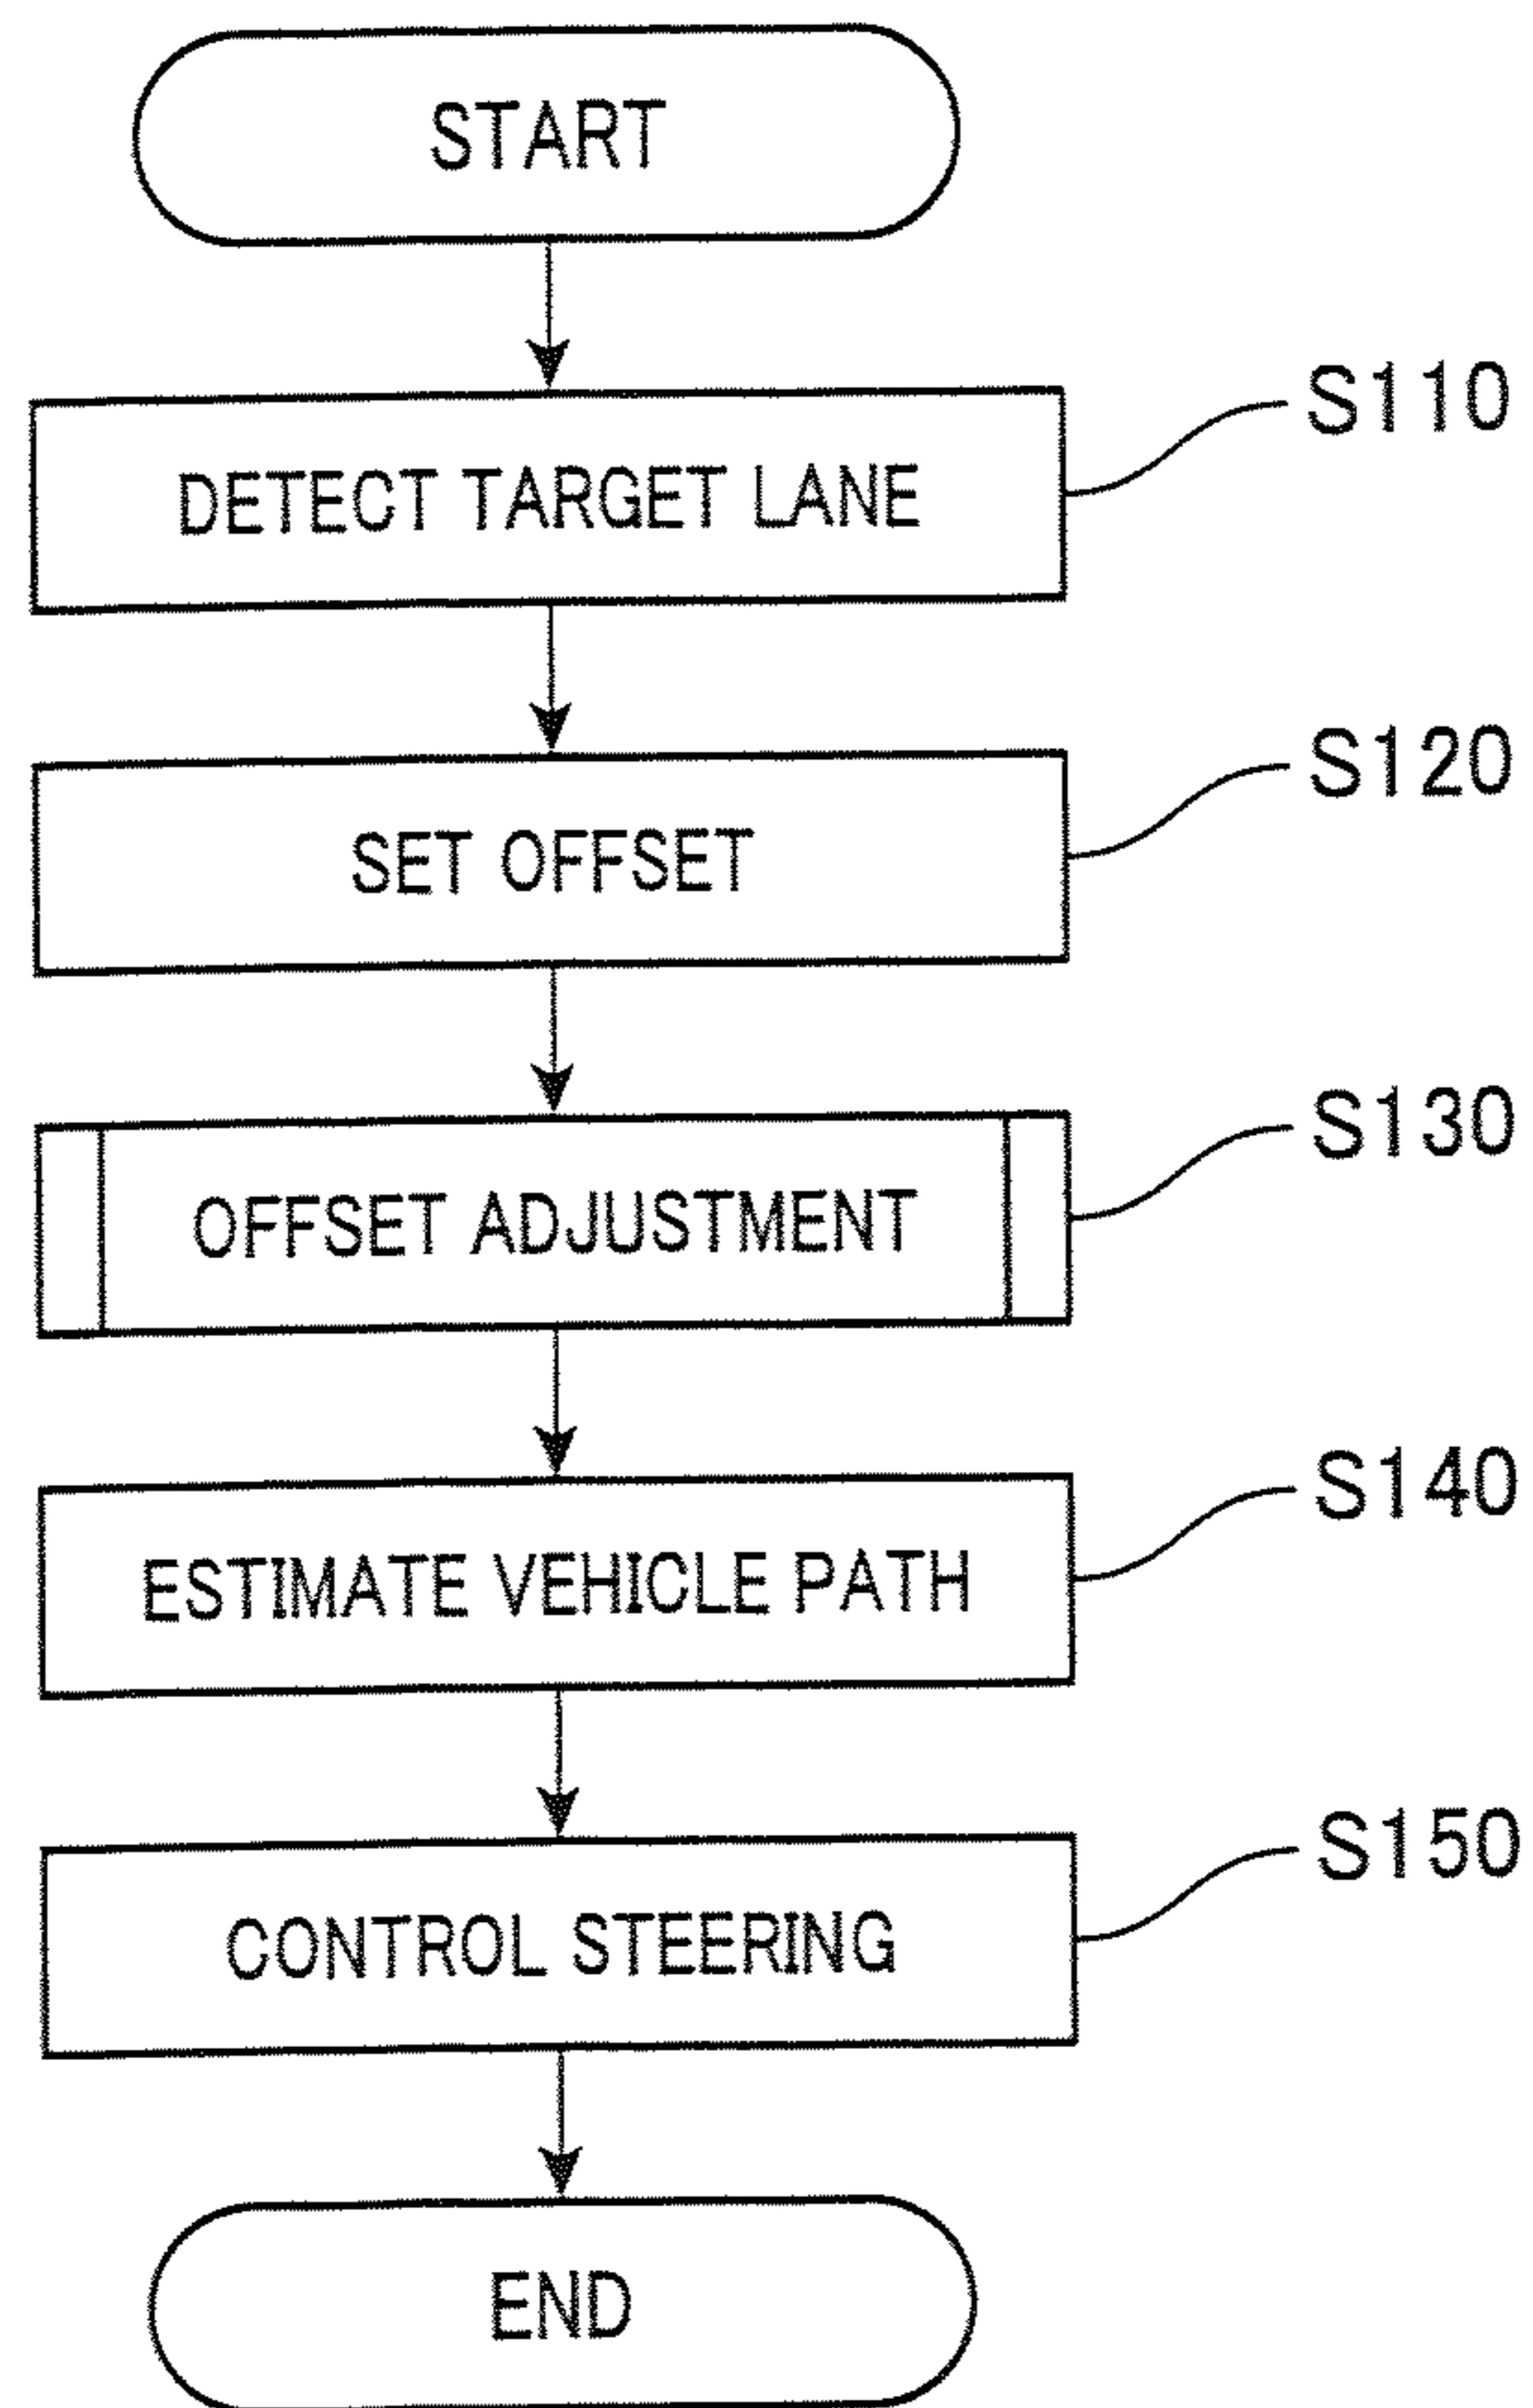 START
DETECT TARGET LANE
S110
SET OFFSET
S120
OFFSET ADJUSTMENT
S130
ESTIMATE VEHICLE PATH
S140
CONTROL STEERING
S150
END